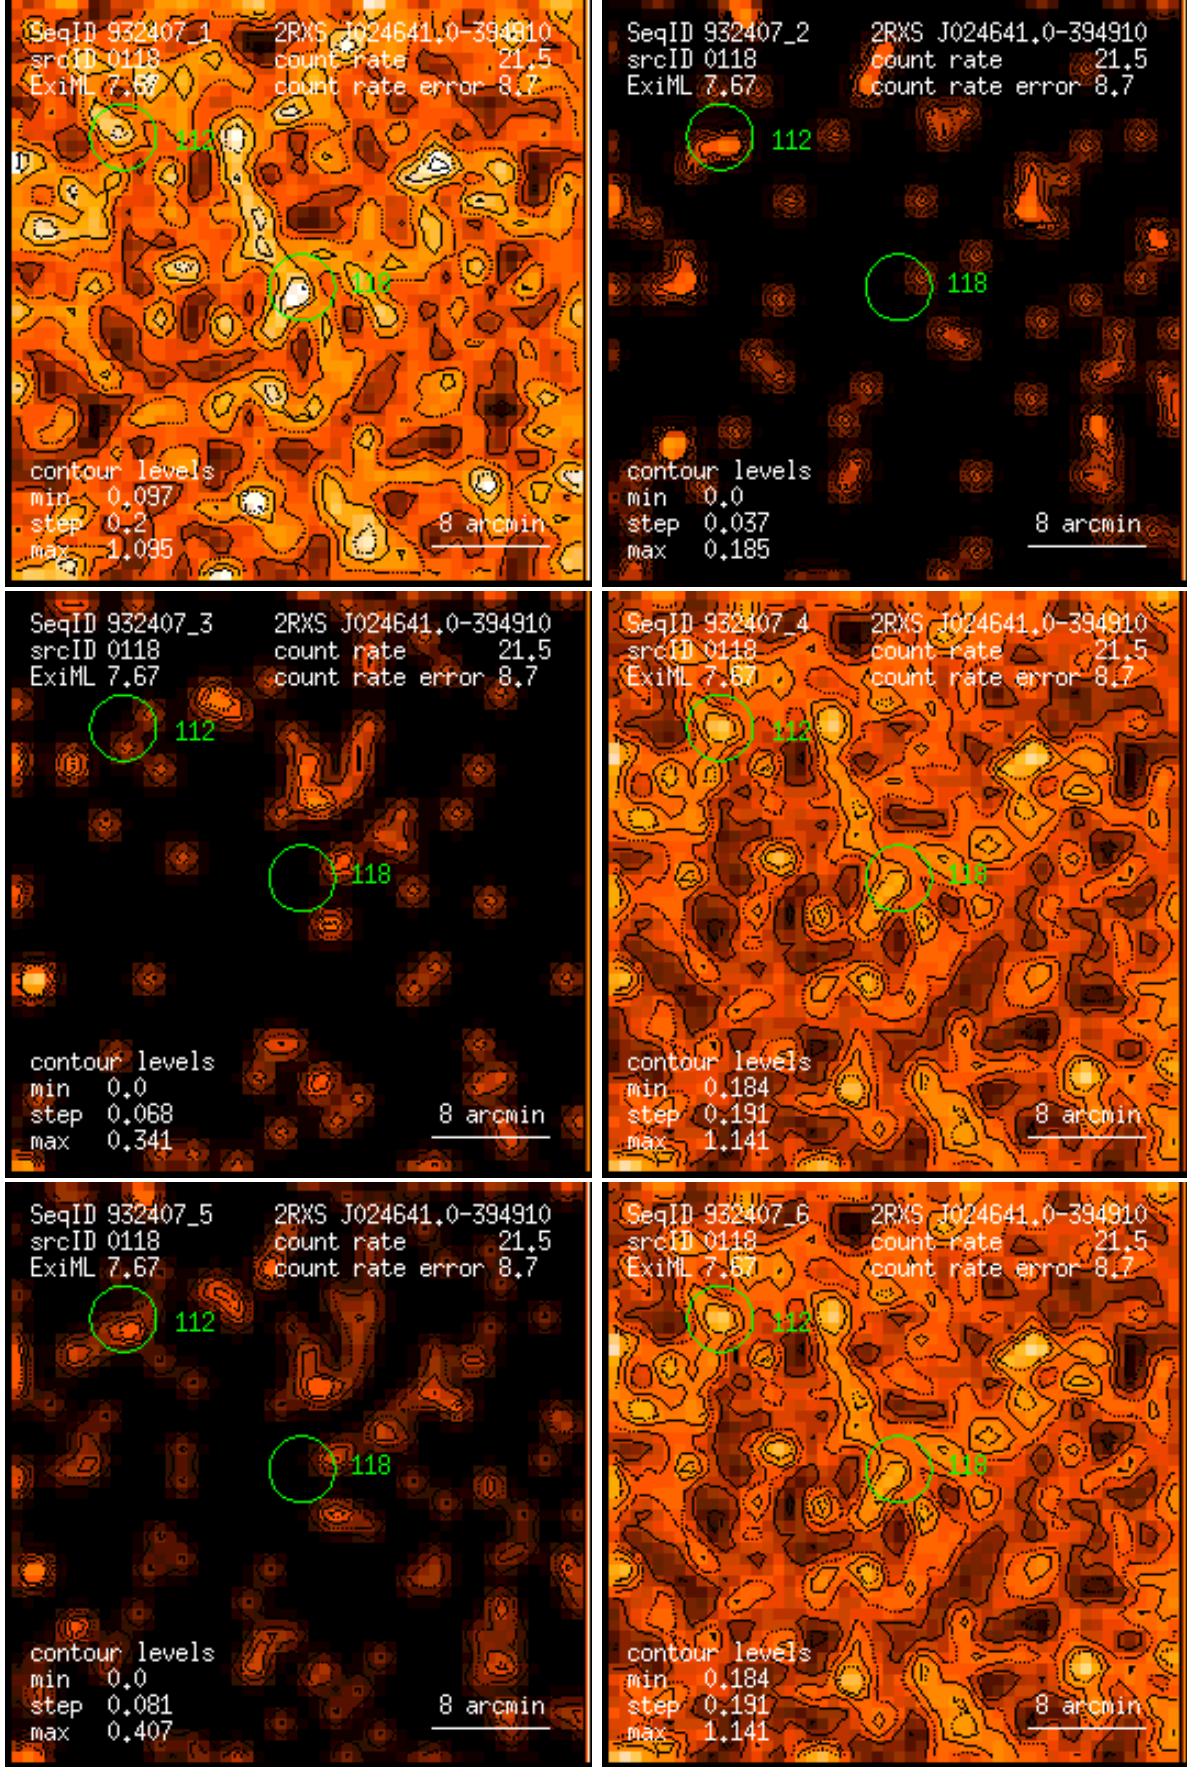 SeqID 932407_1 2RXS J024641.0-394910
srcID 0118 count rate 21.5
ExiML 7.67 count rate error 8.7
112
118
contour levels
min 0.097
step 0.2 8 arcmin
max 1.095
SeqID 932407_2 2RXS J024641.0-394910
srcID 0118 count rate 21.5
ExiML 7.67 count rate error 8.7
112
118
contour levels
min 0.0
step 0.037 8 arcmin
max 0.185
SeqID 932407_3 2RXS J024641.0-394910
srcID 0118 count rate 21.5
ExiML 7.67 count rate error 8.7
112
118
contour levels
min 0.0
step 0.068 8 arcmin
max 0.341
SeqID 932407_4 2RXS J024641.0-394910
srcID 0118 count rate 21.5
ExiML 7.67 count rate error 8.7
112
118
contour levels
min 0.184
step 0.191 8 arcmin
max 1.141
SeqID 932407_5 2RXS J024641.0-394910
srcID 0118 count rate 21.5
ExiML 7.67 count rate error 8.7
112
118
contour levels
min 0.0
step 0.081 8 arcmin
max 0.407
SeqID 932407_6 2RXS J024641.0-394910
srcID 0118 count rate 21.5
ExiML 7.67 count rate error 8.7
112
118
contour levels
min 0.184
step 0.191 8 arcmin
max 1.141